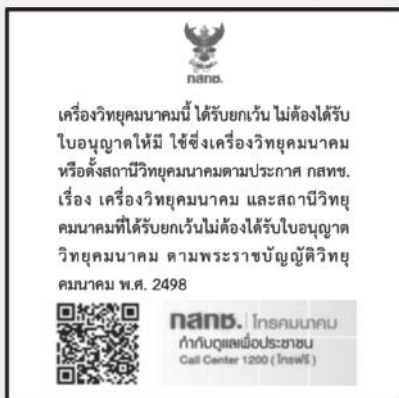 กสทช.
เครื่องวิทยุคมนาคมนี้ ได้รับยกเว้น ไม่ต้องได้รับ
ใบอนุญาตให้มี ใช้ซึ่งเครื่องวิทยุคมนาคม
หรือตั้งสถานีวิทยุคมนาคมตามประกาศ กสทช.
เรื่อง เครื่องวิทยุคมนาคม และสถานีวิทยุ
คมนาคมที่ได้รับยกเว้นไม่ต้องได้รับใบอนุญาต
วิทยุคมนาคม ตามพระราชบัญญัติวิทยุ
คมนาคม พ.ศ. 2498
กสทช. | โทรคมนาคม
กำกับดูแลเพื่อประชาชน
Call Center 1200 ( โทรฟรี )